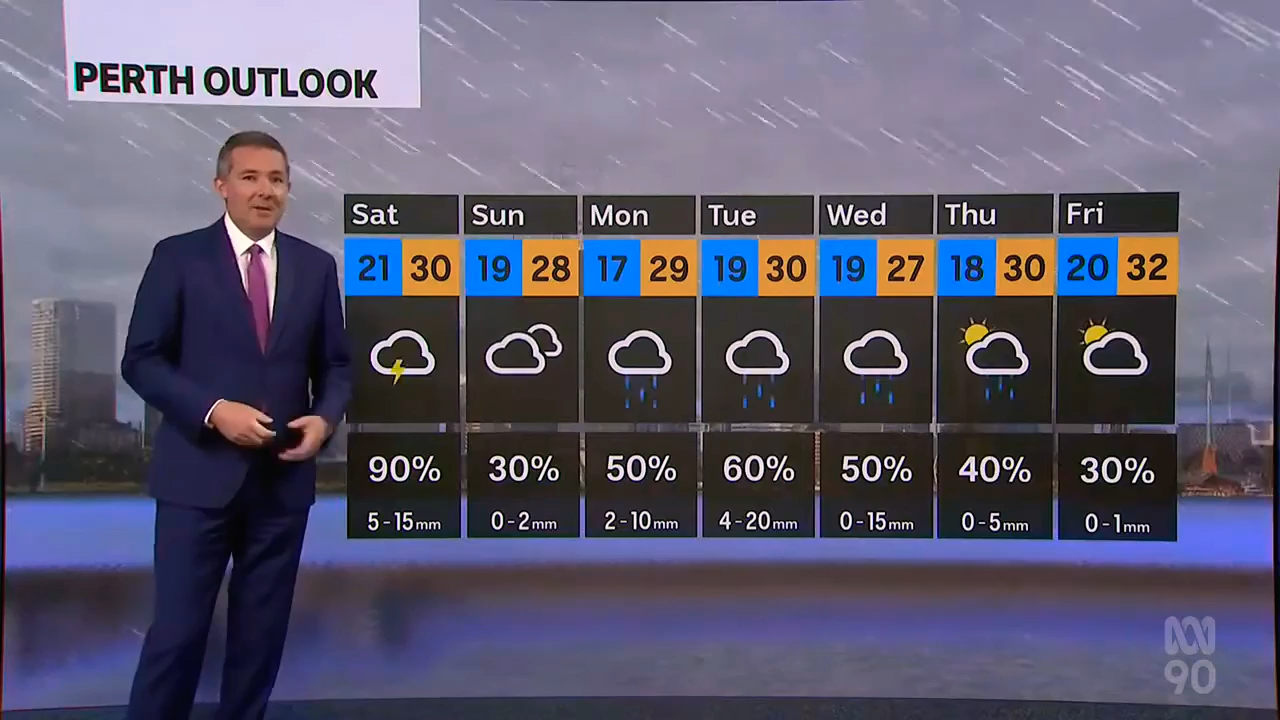 PERTH OUTLOOK
Sat Sun Mon Tue Wed Thu Fri
21 30 19 28 17 29 19 30 19 27 18 30 20 32
90% 30% 50% 60% 50% 40% 30%
5-15mm 0-2mm 2-10mm 4-20mm 0-15mm 0-5mm 0-1mm
90